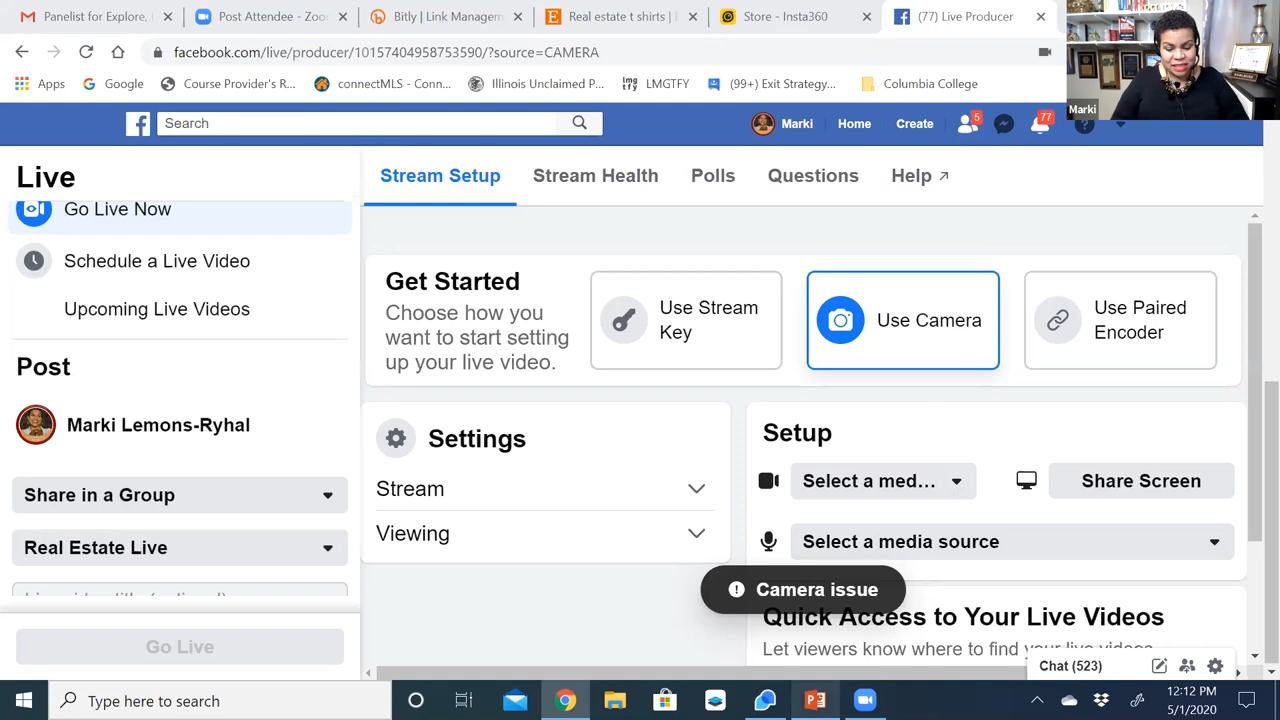 Panelist for Explore,
Post Attendee - Zoo
Bitly | Link Managem
Real estate t shirts |
Store - Insta360
(77) Live Producer
facebook.com/live/producer/10157404958753590/?source=CAMERA
Apps
Google
Course Provider's R...
connectMLS - Conn...
Illinois Unclaimed P...
LMGTFY
(99+) Exit Strategy...
Columbia College
Marki
Search
Marki
Home
Create
5
77
Live
Go Live Now
Schedule a Live Video
Upcoming Live Videos
Post
Marki Lemons-Ryhal
Share in a Group
Real Estate Live
Go Live
Stream Setup
Stream Health
Polls
Questions
Help
Get Started
Choose how you
want to start setting
up your live video.
Use Stream
Key
Use Camera
Use Paired
Encoder
Settings
Stream
Viewing
Setup
Select a med...
Share Screen
Select a media source
Camera issue
Quick Access to Your Live Videos
Let viewers know where to find your live videos
Chat (523)
Type here to search
12:12 PM
5/1/2020